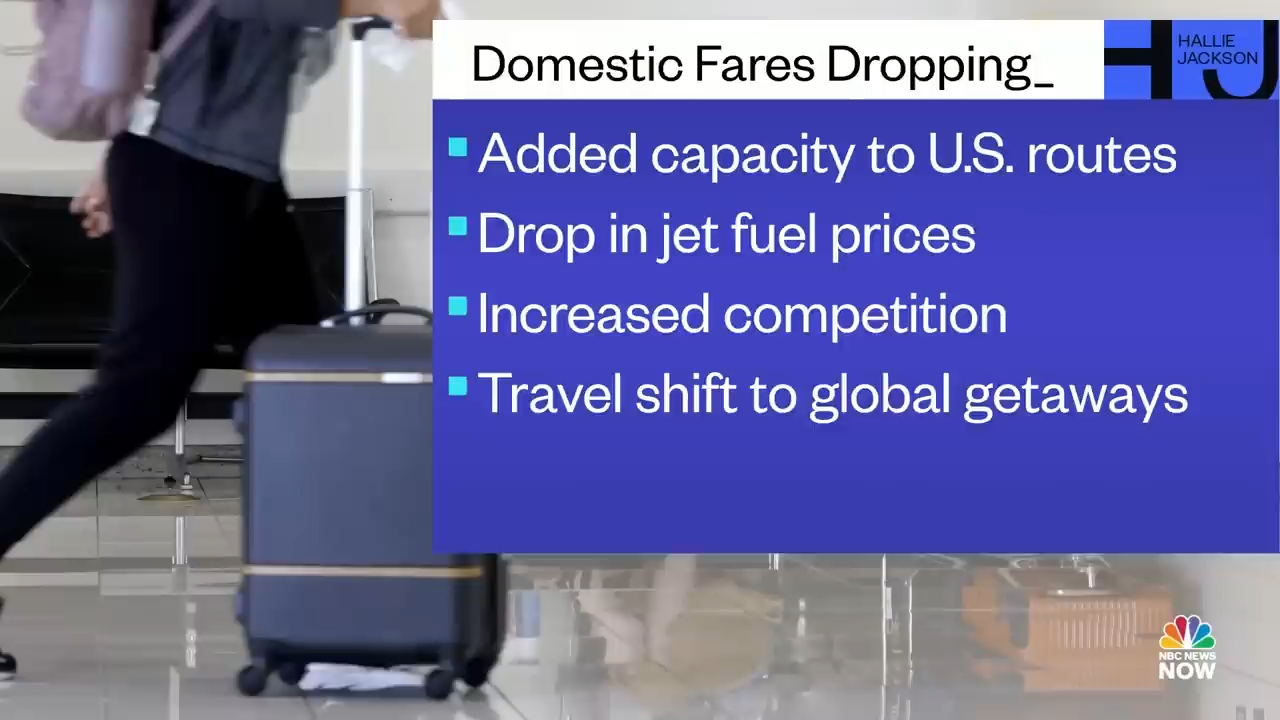 Domestic Fares Dropping_
HALLIE
JACKSON
Added capacity to U.S. routes
Drop in jet fuel prices
Increased competition
Travel shift to global getaways
NBC NEWS
NOW